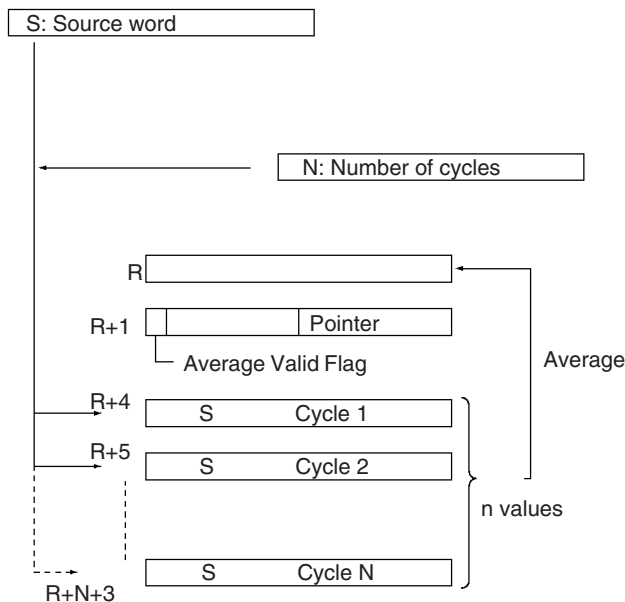 S: Source word
N: Number of cycles
R
R+1
Pointer
Average Valid Flag
Average
R+4
S Cycle 1
R+5
S Cycle 2
n values
S Cycle N
R+N+3